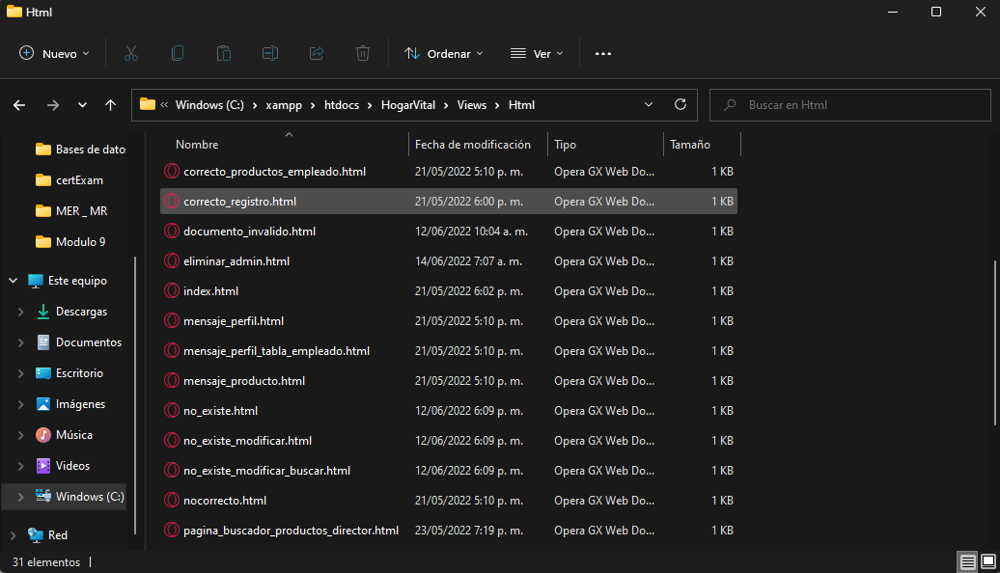 Html
Nuevo
Ordenar
Ver
« Windows (C:) › xampp › htdocs › HogarVital › Views › Html
Buscar en Html
Bases de dato
certExam
MER _ MR
Modulo 9
Este equipo
Descargas
Documentos
Escritorio
Imágenes
Música
Videos
Windows (C:)
Red
Nombre Fecha de modificación Tipo Tamaño
correcto_productos_empleado.html 21/05/2022 5:10 p. m. Opera GX Web Do... 1 KB
correcto_registro.html 21/05/2022 6:00 p. m. Opera GX Web Do... 1 KB
documento_invalido.html 12/06/2022 10:04 a. m. Opera GX Web Do... 1 KB
eliminar_admin.html 14/06/2022 7:07 a. m. Opera GX Web Do... 1 KB
index.html 21/05/2022 6:02 p. m. Opera GX Web Do... 1 KB
mensaje_perfil.html 21/05/2022 5:10 p. m. Opera GX Web Do... 1 KB
mensaje_perfil_tabla_empleado.html 21/05/2022 5:10 p. m. Opera GX Web Do... 1 KB
mensaje_producto.html 21/05/2022 5:10 p. m. Opera GX Web Do... 1 KB
no_existe.html 12/06/2022 6:09 p. m. Opera GX Web Do... 1 KB
no_existe_modificar.html 12/06/2022 6:09 p. m. Opera GX Web Do... 1 KB
no_existe_modificar_buscar.html 12/06/2022 6:09 p. m. Opera GX Web Do... 1 KB
nocorrecto.html 21/05/2022 5:10 p. m. Opera GX Web Do... 1 KB
pagina_buscador_productos_director.html 23/05/2022 7:19 p. m. Opera GX Web Do... 1 KB
31 elementos